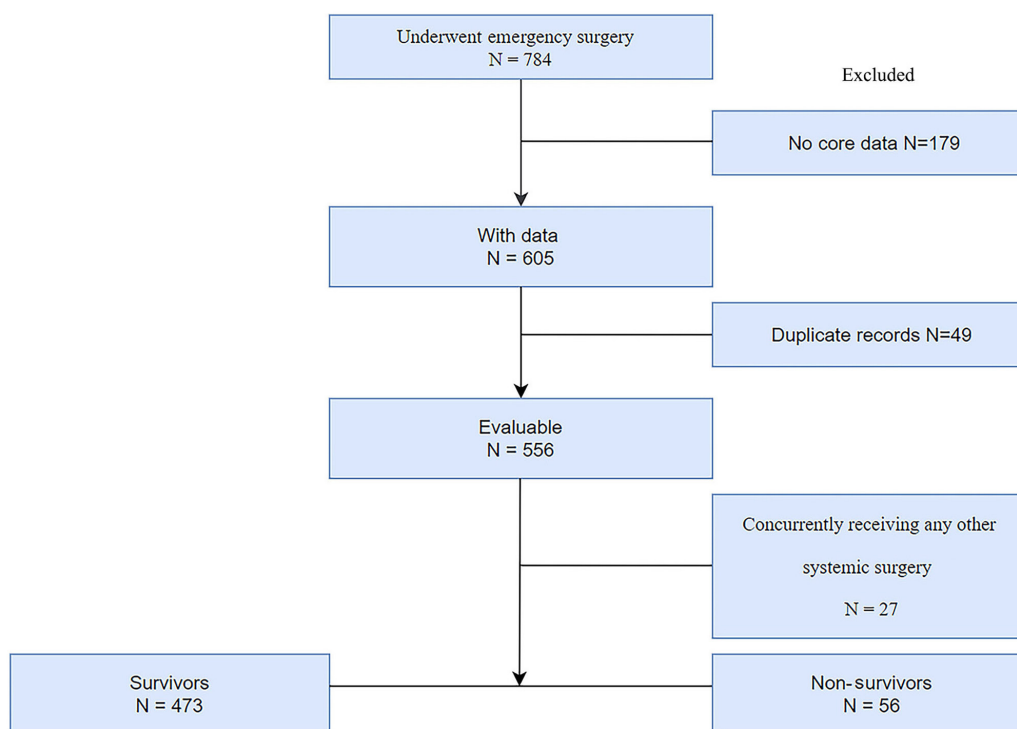 Underwent emergency surgery
N = 784
Excluded
No core data N=179
With data
N = 605
Duplicate records N=49
Evaluable
N = 556
Concurrently receiving any other
systemic surgery
N = 27
Survivors
N = 473
Non-survivors
N = 56